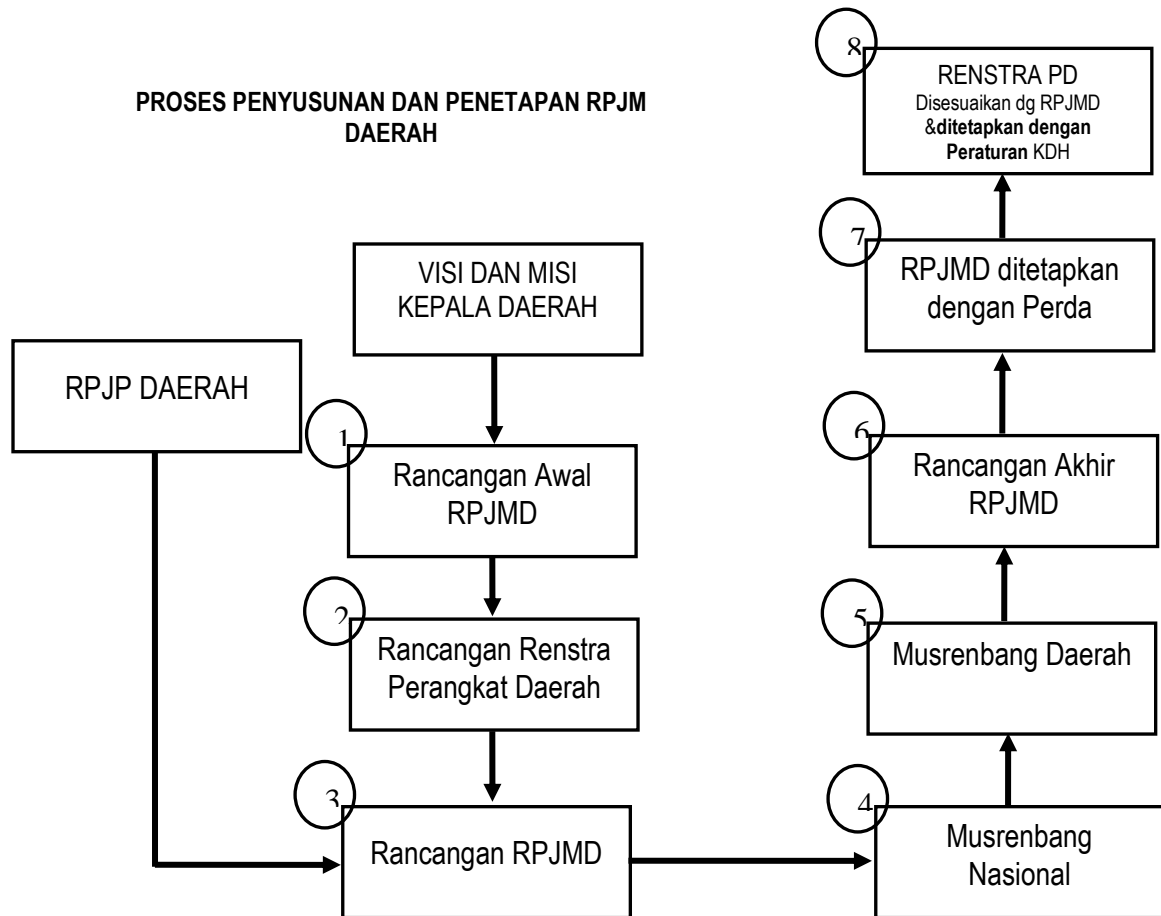 PROSES PENYUSUNAN DAN PENETAPAN RPJM
DAERAH
VISI DAN MISI
KEPALA DAERAH
RPJP DAERAH
1
Rancangan Awal
RPJMD
2
Rancangan Renstra
Perangkat Daerah
3
Rancangan RPJMD
4
Musrenbang
Nasional
5
Musrenbang Daerah
6
Rancangan Akhir
RPJMD
7
RPJMD ditetapkan
dengan Perda
8
RENSTRA PD
Disesuaikan dg RPJMD
&ditetapkan dengan
Peraturan KDH